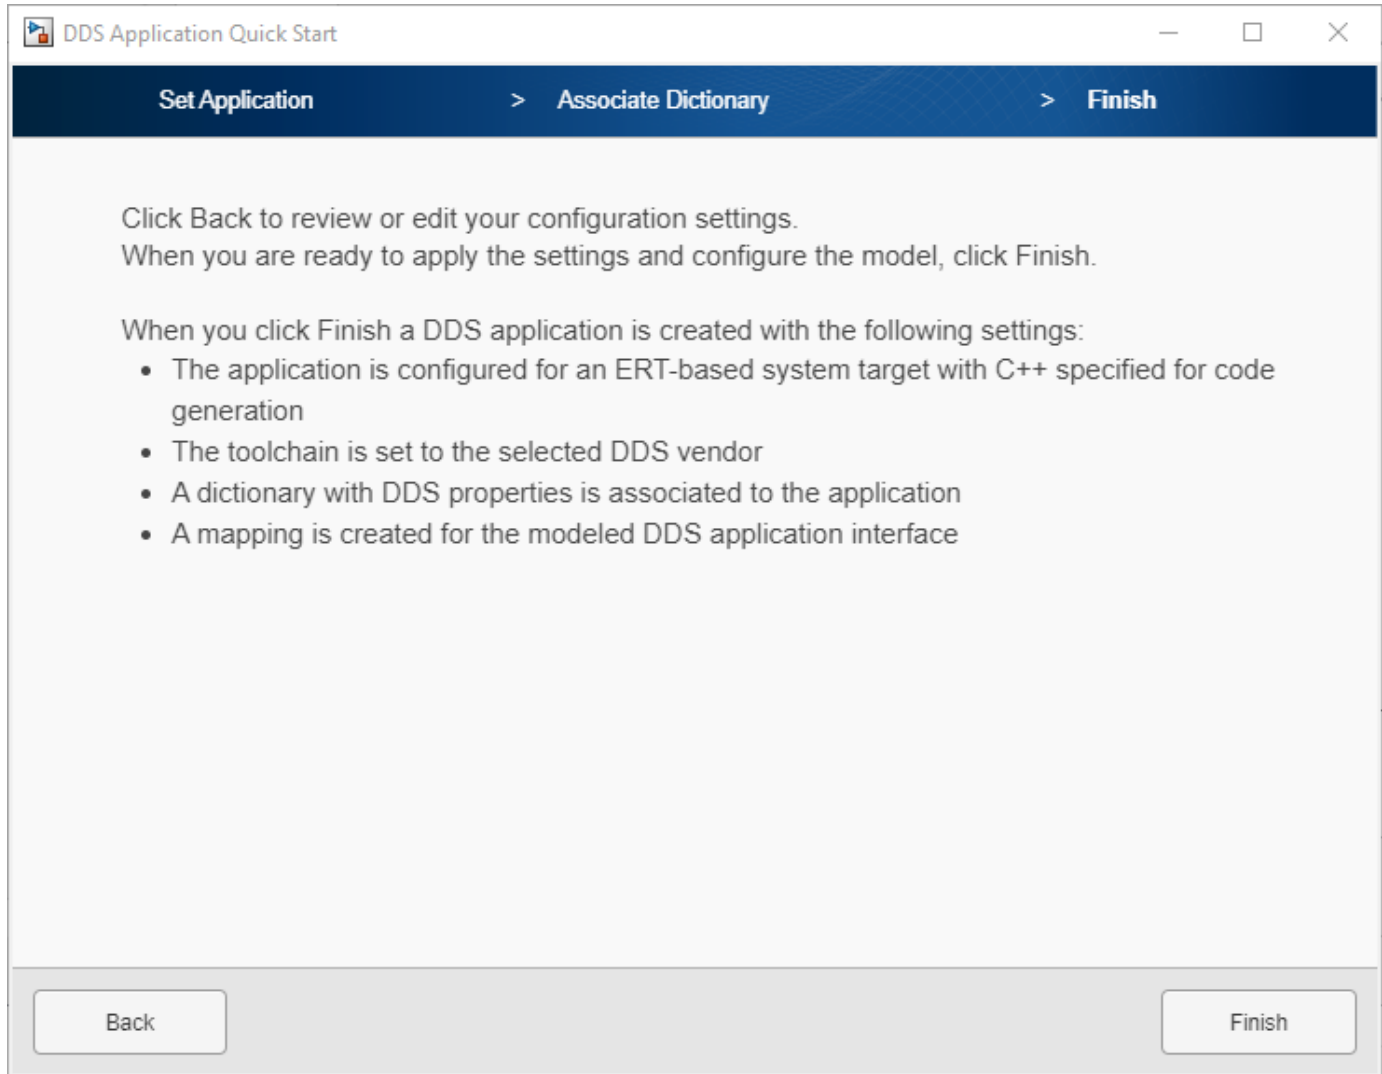 DDS Application Quick Start
Set Application > Associate Dictionary > Finish
Click Back to review or edit your configuration settings.
When you are ready to apply the settings and configure the model, click Finish.
When you click Finish a DDS application is created with the following settings:
• The application is configured for an ERT-based system target with C++ specified for code
generation
• The toolchain is set to the selected DDS vendor
• A dictionary with DDS properties is associated to the application
• A mapping is created for the modeled DDS application interface
Back Finish